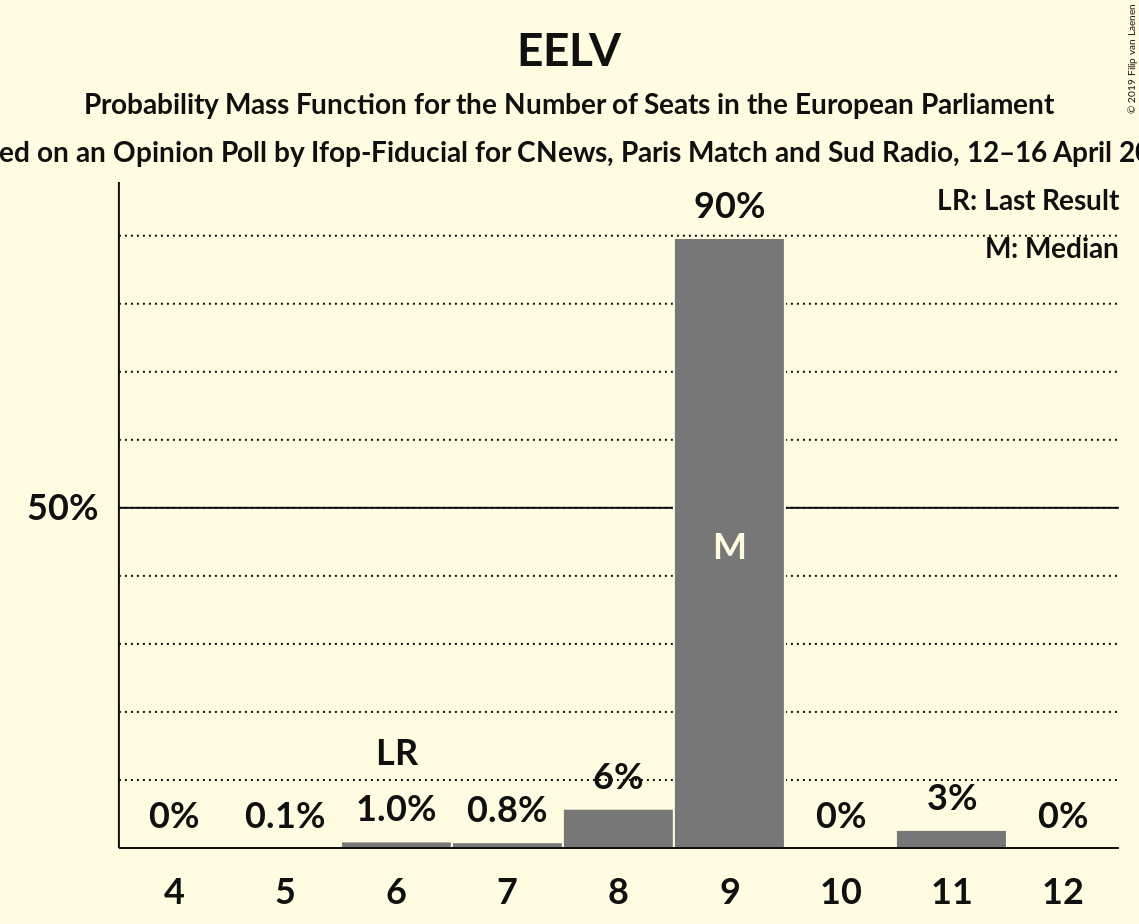 EELV
Probability Mass Function for the Number of Seats in the European Parliament
on an Opinion Poll by Ifop-Fiducial for CNews, Paris Match and Sud Radio, 12–16 April
© 2019 Filip van Laenen
LR: Last Result
M: Median
90%
50%
M
LR
0% 0.1% 1.0% 0.8% 6% 0% 3% 0%
4 5 6 7 8 9 10 11 12